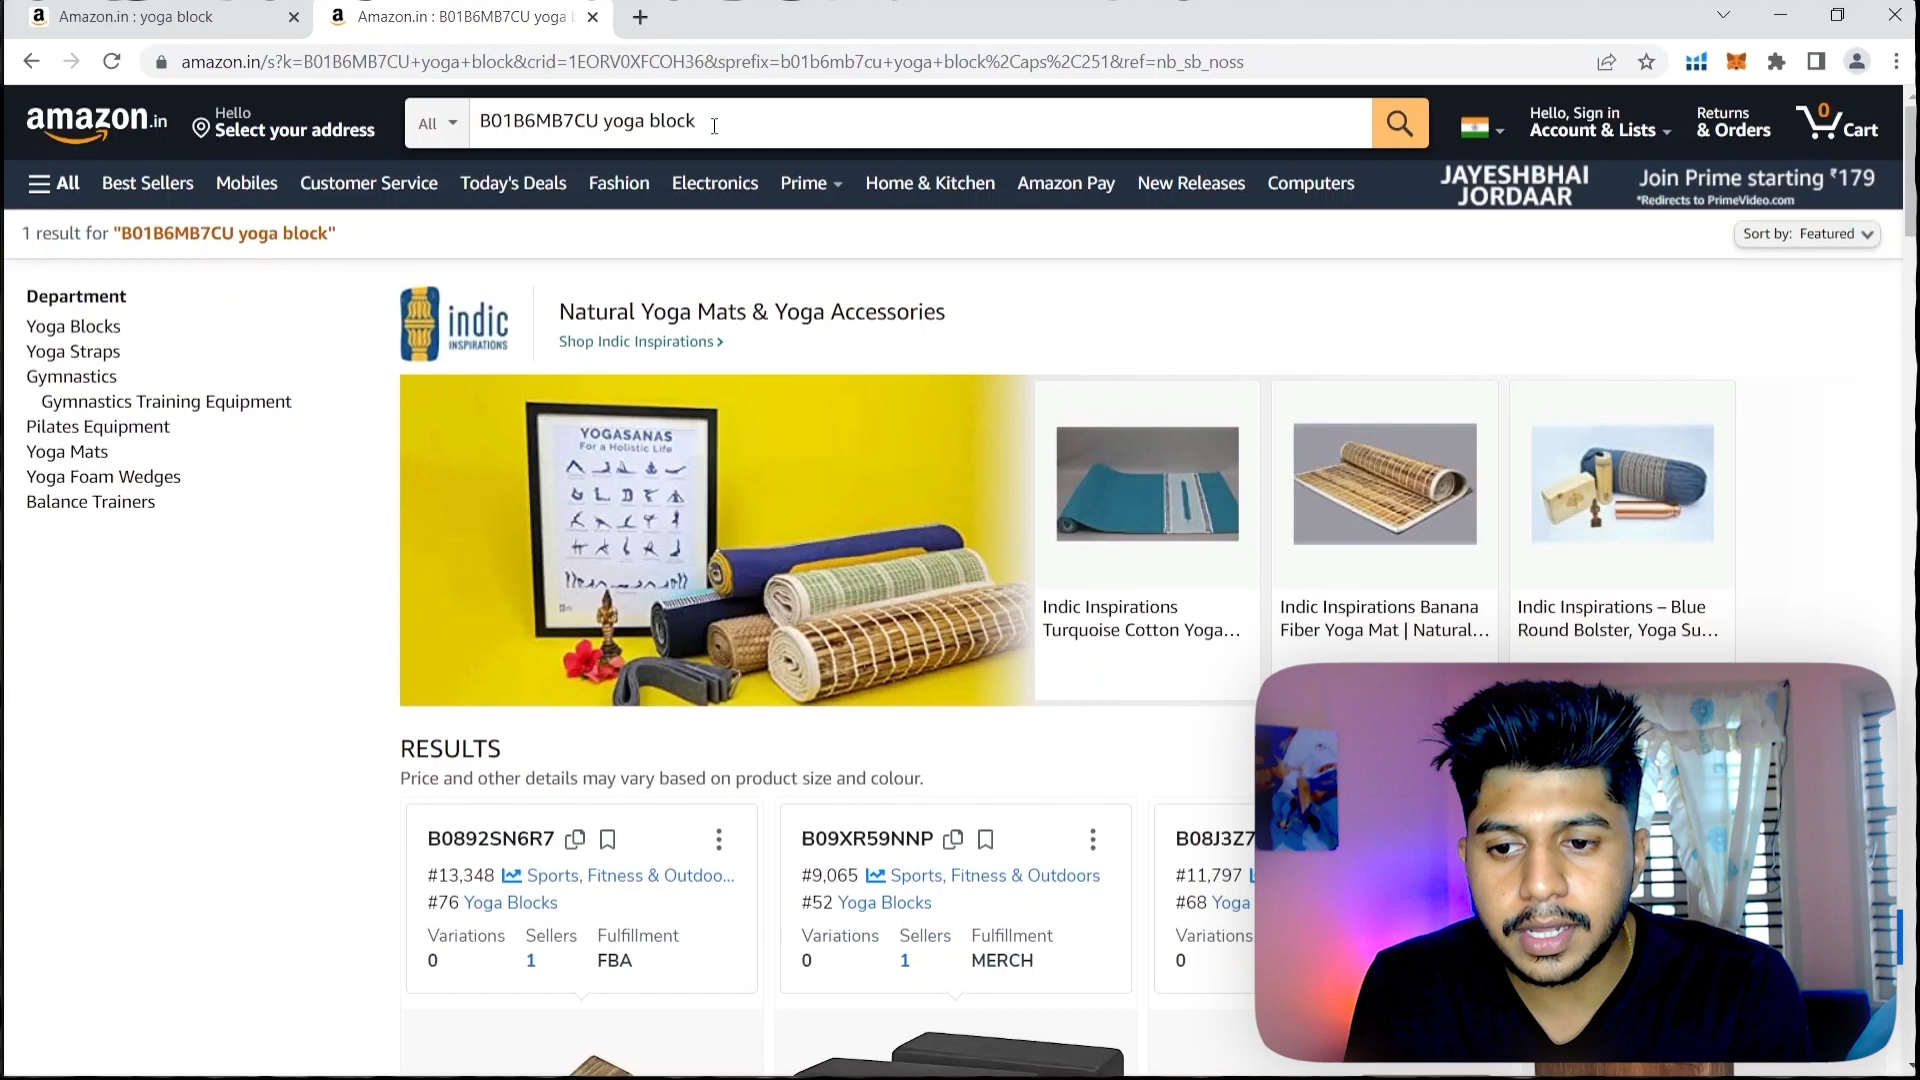 Amazon.in : yoga block
Amazon.in : B01B6MB7CU yoga b
amazon.in/s?k=B01B6MB7CU+yoga+block&crid=1EORV0XFCOH36&sprefix=b01b6mb7cu+yoga+block%2Caps%2C251&ref=nb_sb_noss
amazon.in
Hello
Select your address
All
B01B6MB7CU yoga block
Hello, Sign in
Account & Lists
Returns
& Orders
0
Cart
All
Best Sellers
Mobiles
Customer Service
Today's Deals
Fashion
Electronics
Prime
Home & Kitchen
Amazon Pay
New Releases
Computers
JAYESHBHAI
JORDAAR
Join Prime starting ₹179
*Redirects to PrimeVideo.com
1 result for "B01B6MB7CU yoga block"
Sort by: Featured
Department
Yoga Blocks
Yoga Straps
Gymnastics
Gymnastics Training Equipment
Pilates Equipment
Yoga Mats
Yoga Foam Wedges
Balance Trainers
indic
INSPIRATIONS
Natural Yoga Mats & Yoga Accessories
Shop Indic Inspirations
YOGASANAS
For a Holistic Life
Indic Inspirations
Turquoise Cotton Yoga...
Indic Inspirations Banana
Fiber Yoga Mat | Natural...
Indic Inspirations – Blue
Round Bolster, Yoga Su...
RESULTS
Price and other details may vary based on product size and colour.
B0892SN6R7
#13,348 Sports, Fitness & Outdoo...
#76 Yoga Blocks
Variations Sellers Fulfillment
0 1 FBA
B09XR59NNP
#9,065 Sports, Fitness & Outdoors
#52 Yoga Blocks
Variations Sellers Fulfillment
0 1 MERCH
B08J3Z7
#11,797
#68 Yoga
Variations
0